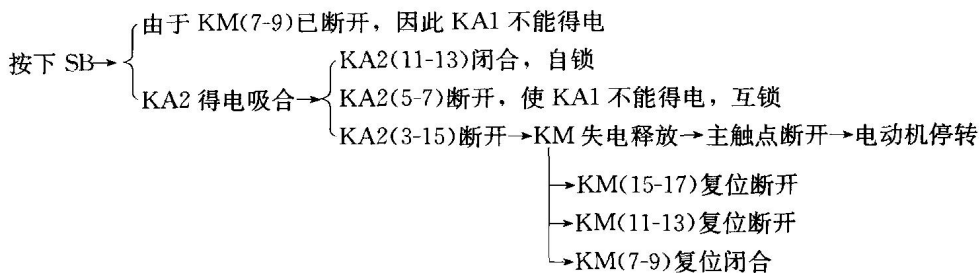 由于 KM(7-9)已断开，因此 KA1 不能得电
按下 SB→
KA2 得电吸合→
KA2(11-13)闭合，自锁
KA2(5-7)断开，使 KA1 不能得电，互锁
KA2(3-15)断开→KM 失电释放→主触点断开→电动机停转
→KM(15-17)复位断开
→KM(11-13)复位断开
→KM(7-9)复位闭合